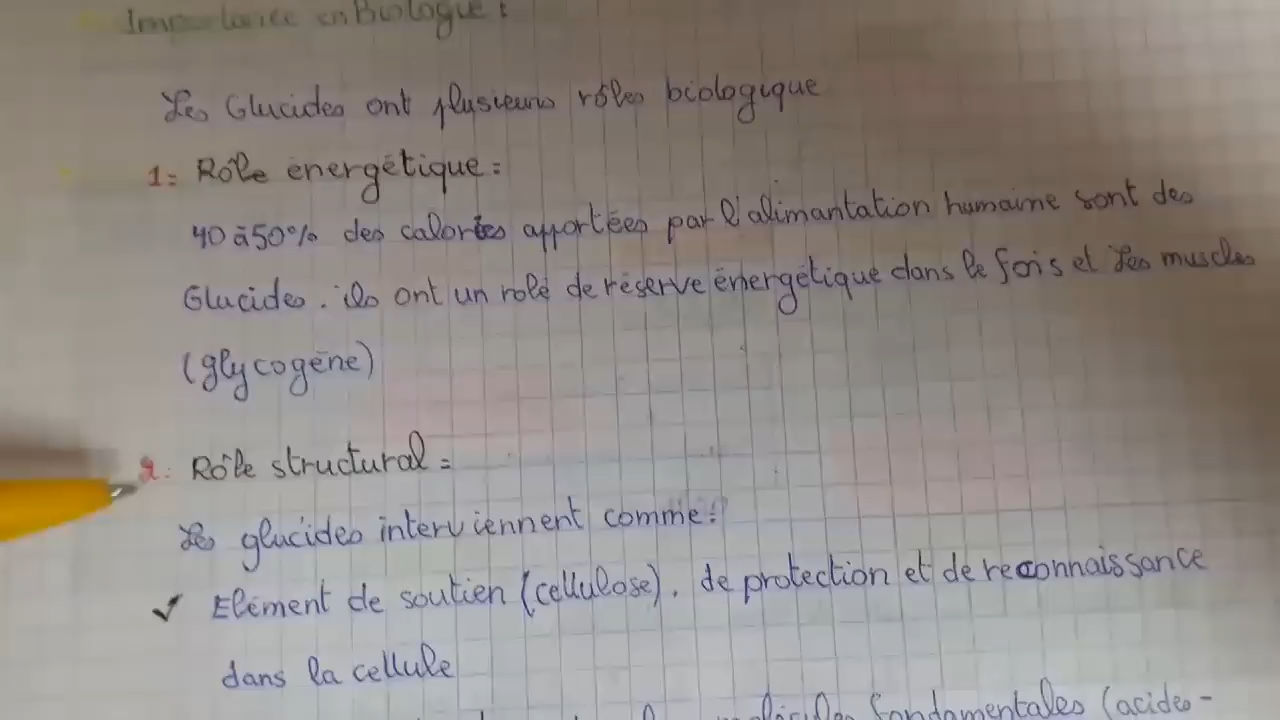 Importance en Biologie :
Les Glucides ont plusieurs rôles biologique
1: Rôle énergétique :
40 à 50% des calories apportées par l'alimantation humaine sont des
Glucides. ils ont un role de réserve énergétique dans le fois et les muscles
(glycogène)
2: Rôle structural :
Les glucides interviennent comme :
✓ Elément de soutien (cellulose), de protection et de reconnaissance
dans la cellule
fondamentales (acides-